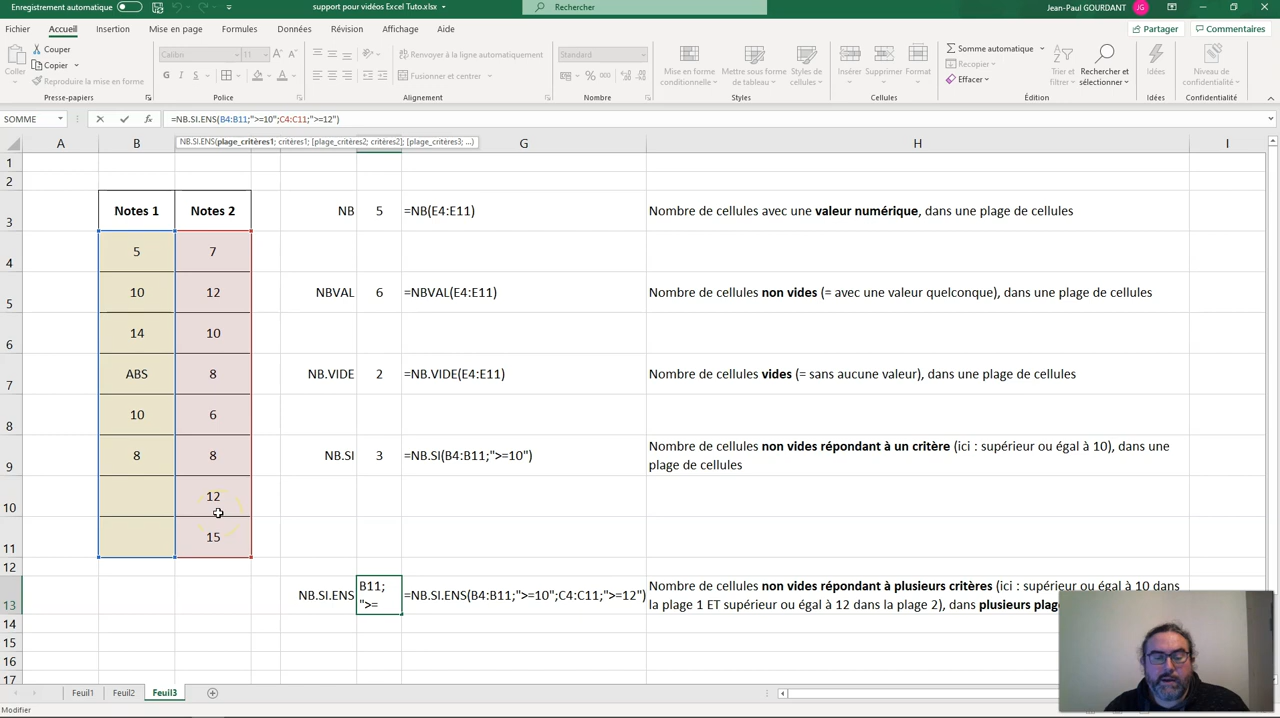 Enregistrement automatique
support pour vidéos Excel Tuto.xlsx
Rechercher
Jean-Paul GOURDANT JG
Fichier Accueil Insertion Mise en page Formules Données Révision Affichage Aide
Partager Commentaires
Coller
Couper
Copier
Reproduire la mise en forme
Presse-papiers
Calibri 11
G I S
Police
Renvoyer à la ligne automatiquement
Fusionner et centrer
Alignement
Standard
Nombre
Mise en forme conditionnelle
Mettre sous forme de tableau
Styles de cellules
Styles
Insérer Supprimer Format
Cellules
Somme automatique
Recopier
Effacer
Trier et filtrer
Rechercher et sélectionner
Édition
Idées
Idées
Niveau de confidentialité
Confidentialité
SOMME
=NB.SI.ENS(B4:B11;">=10";C4:C11;">=12")
NB.SI.ENS(plage_critères1; critères1; [plage_critères2; critères2]; [plage_critères3; ...)
A B G H I
1
2
3 Notes 1 Notes 2 NB 5 =NB(E4:E11) Nombre de cellules avec une valeur numérique, dans une plage de cellules
4 5 7
5 10 12 NBVAL 6 =NBVAL(E4:E11) Nombre de cellules non vides (= avec une valeur quelconque), dans une plage de cellules
6 14 10
7 ABS 8 NB.VIDE 2 =NB.VIDE(E4:E11) Nombre de cellules vides (= sans aucune valeur), dans une plage de cellules
8 10 6
9 8 8 NB.SI 3 =NB.SI(B4:B11;">=10") Nombre de cellules non vides répondant à un critère (ici : supérieur ou égal à 10), dans une
plage de cellules
10 12
11 15
12
13 NB.SI.ENS B11; ">= =NB.SI.ENS(B4:B11;">=10";C4:C11;">=12") Nombre de cellules non vides répondant à plusieurs critères (ici : supérieur ou égal à 10 dans
la plage 1 ET supérieur ou égal à 12 dans la plage 2), dans plusieurs
14
15
16
17
Feuil1 Feuil2 Feuil3
Modifier